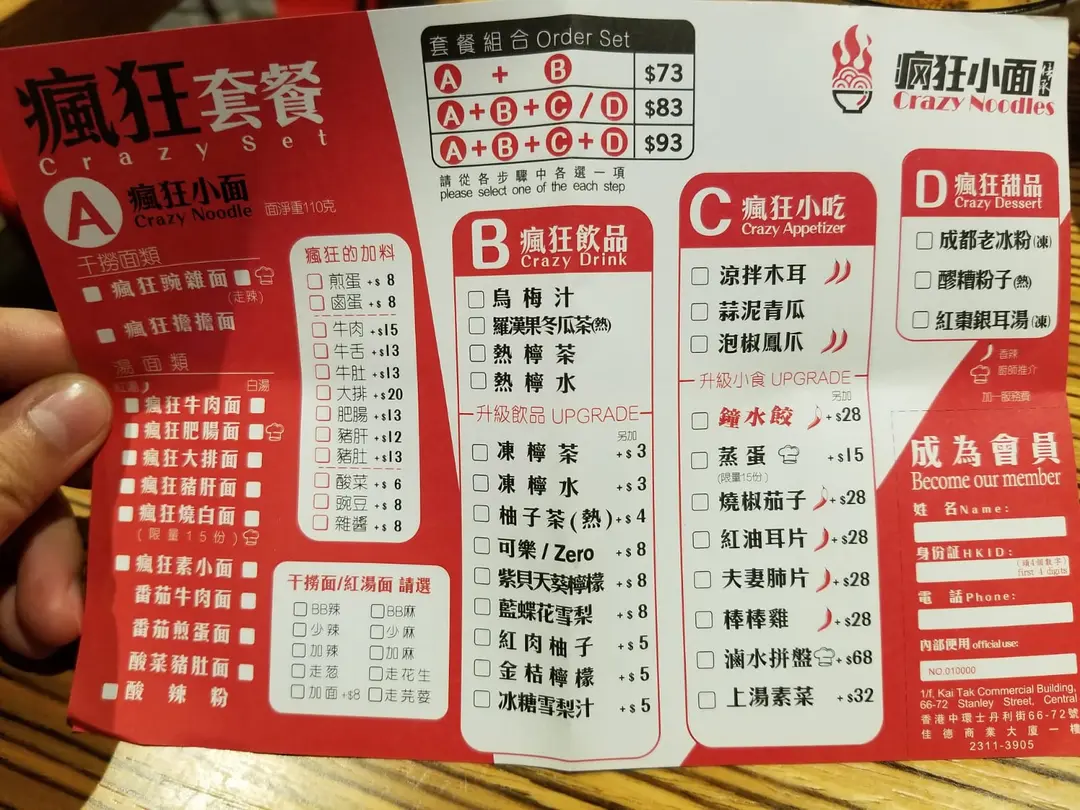 瘋狂套餐
Crazy Set
A 瘋狂小面
Crazy Noodle 面淨重110克
干撈面類
瘋狂豌雜面
(走辣)
瘋狂擔擔面
湯面類
紅湯 白湯
瘋狂牛肉面
瘋狂肥腸面
瘋狂大排面
瘋狂豬肝面
瘋狂燒白面
(限量15份)
瘋狂素小面
番茄牛肉面
番茄煎蛋面
酸菜豬肚面
酸辣粉
瘋狂的加料
煎蛋 +$8
鹵蛋 +$8
牛肉 +$15
牛舌 +$13
牛肚 +$13
大排 +$20
肥腸 +$13
豬肝 +$12
豬肚 +$13
酸菜 +$6
豌豆 +$8
雜醬 +$8
干撈面/紅湯面 請選
BB辣 BB麻
少辣 少麻
加辣 加麻
走葱 走花生
加面+$8 走芫荽
套餐組合Order Set
A + B $73
A+B+C/D $83
A+B+C+D $93
請從各步驟中各選一項
please select one of the each step
B 瘋狂飲品
Crazy Drink
烏梅汁
羅漢果冬瓜茶(熱)
熱檸茶
熱檸水
升級飲品 UPGRADE
另加
凍檸茶 +$3
凍檸水 +$3
柚子茶(熱) +$4
可樂/Zero +$8
紫貝天葵檸檬 +$8
藍蝶花雪梨 +$8
紅肉柚子 +$5
金桔檸檬 +$5
冰糖雪梨汁 +$5
C 瘋狂小吃
Crazy Appetizer
涼拌木耳
蒜泥青瓜
泡椒鳳爪
升級小食 UPGRADE
另加
鐘水餃 +$28
蒸蛋 +$15
(限量15份)
燒椒茄子 +$28
紅油耳片 +$28
夫妻肺片 +$28
棒棒雞 +$28
滷水拼盤 +$68
上湯素菜 +$32
瘋狂小面
Crazy Noodles
D 瘋狂甜品
Crazy Dessert
成都老冰粉(凍)
醪糟粉子(熱)
紅棗銀耳湯(凍)
香辣
廚師推介
加一服務費
成為會員
Become our member
姓名Name:
身份証HKID:
(頭4個數字)
first 4 digits
電話Phone:
內部使用 official use:
NO.010000
1/f, Kai Tak Commercial Building,
66-72 Stanley Street, Central
香港中環士丹利街66-72號
佳德商業大廈一樓
2311-3905